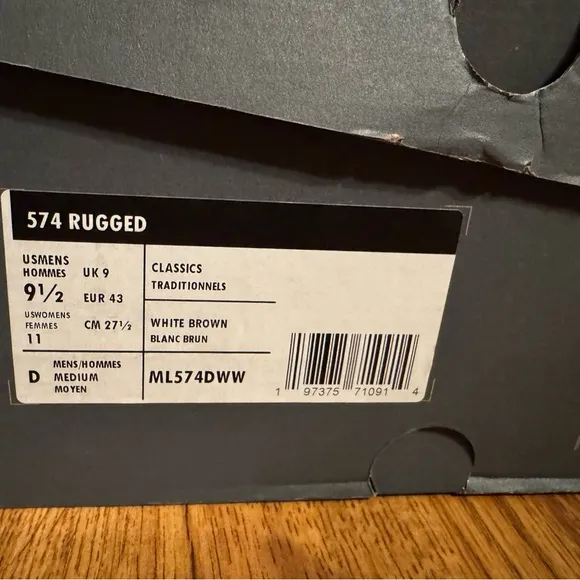 574 RUGGED
USMENS
HOMMES
9½
UK 9
EUR 43
USWOMENS
FEMMES
11
CM 27½
CLASSICS
TRADITIONNELS
WHITE BROWN
BLANC BRUN
D
MENS/HOMMES
MEDIUM
MOYEN
ML574DWW
1 97375 71091 4